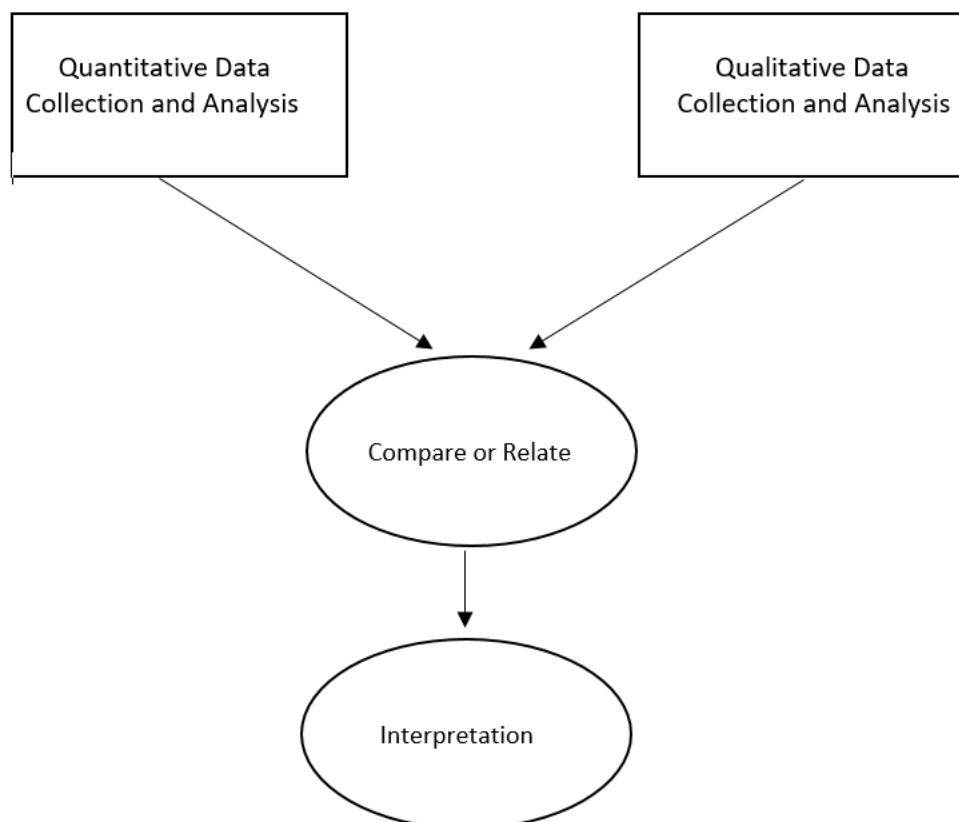 Quantitative Data
Collection and Analysis
Qualitative Data
Collection and Analysis
Compare or Relate
Interpretation